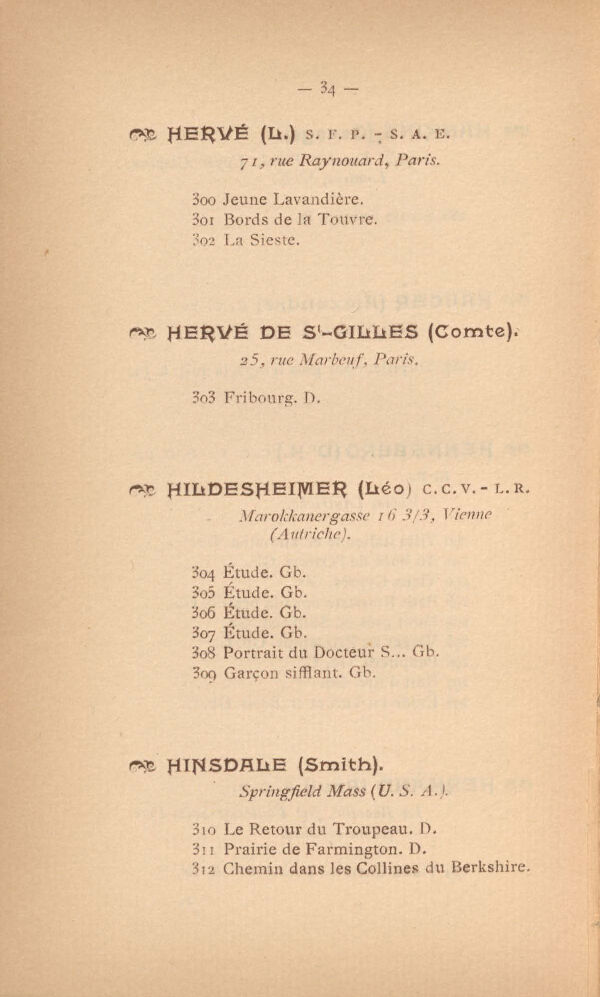 — 34 —
HERVÉ (L.) S. F. P. - S. A. E.
71, rue Raynouard, Paris.
300 Jeune Lavandière.
301 Bords de la Touvre.
302 La Sieste.
HERVÉ DE St-GILLES (Comte).
25, rue Marbeuf, Paris.
303 Fribourg. D.
HILDESHEIMER (Léo) C. C. V. - L. R.
Marokkanergasse 16 3/3, Vienne
(Autriche).
304 Étude. Gb.
305 Étude. Gb.
306 Étude. Gb.
307 Étude. Gb.
308 Portrait du Docteur S... Gb.
309 Garçon sifflant. Gb.
HINSDALE (Smith).
Springfield Mass (U. S. A.).
310 Le Retour du Troupeau. D.
311 Prairie de Farmington. D.
312 Chemin dans les Collines du Berkshire.